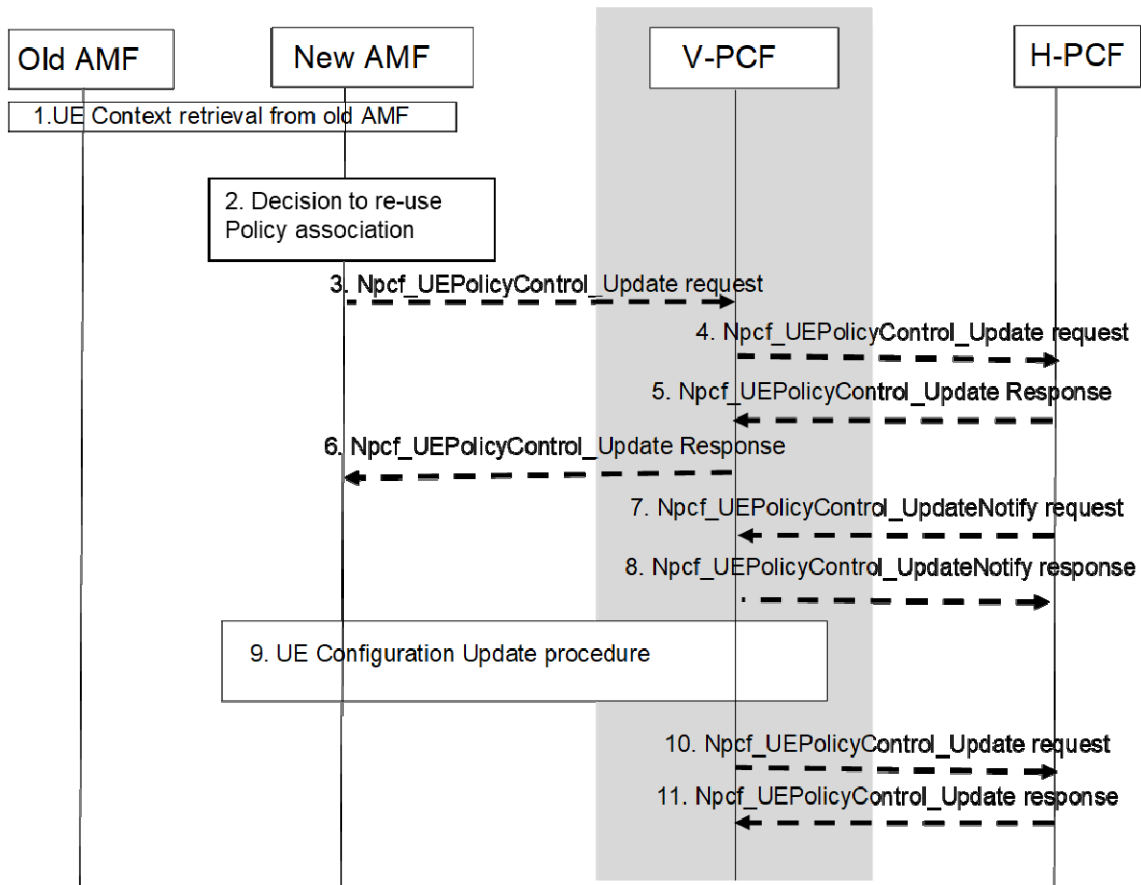 Old AMF
New AMF
V-PCF
H-PCF
1.UE Context retrieval from old AMF
2. Decision to re-use
Policy association
3. Npcf_UEPolicyControl_Update request
4. Npcf_UEPolicyControl_Update request
5. Npcf_UEPolicyControl_Update Response
6. Npcf_UEPolicyControl_Update Response
7. Npcf_UEPolicyControl_UpdateNotify request
8. Npcf_UEPolicyControl_UpdateNotify response
9. UE Configuration Update procedure
10. Npcf_UEPolicyControl_Update request
11. Npcf_UEPolicyControl_Update response